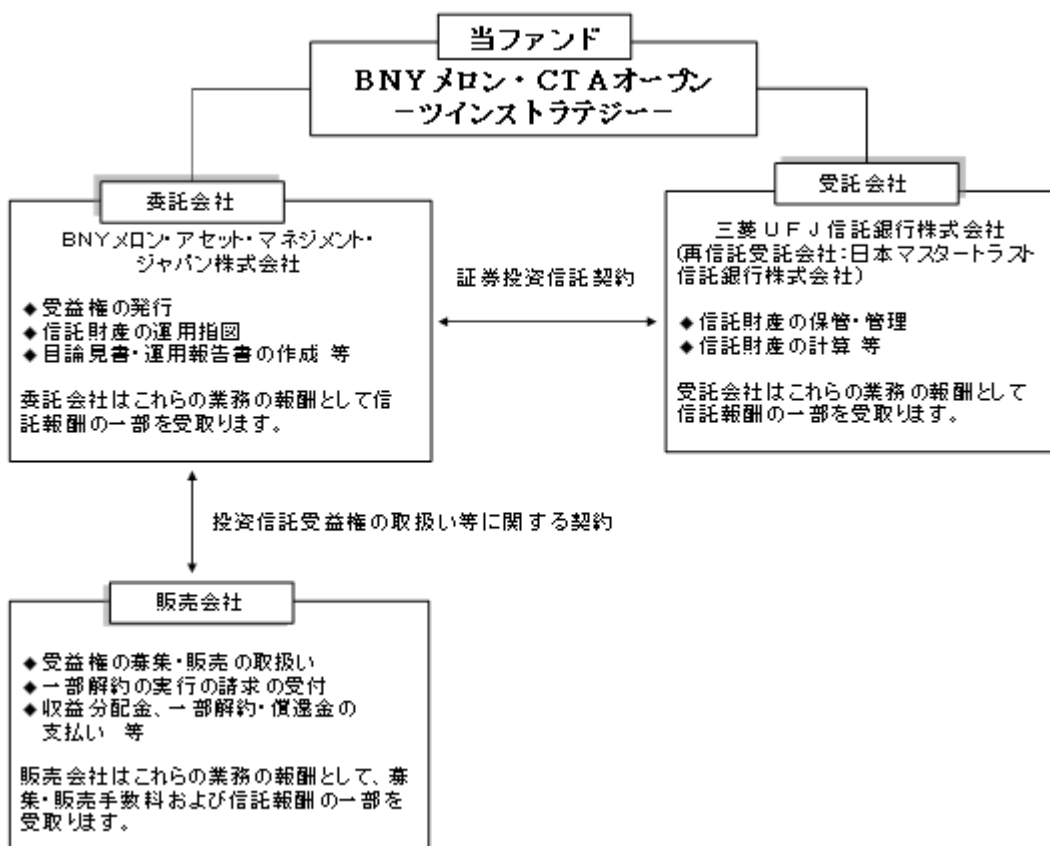 当ファンド
BNYメロン・CTAオープン
－ツインストラテジー－
委託会社
BNYメロン・アセット・マネジメント・
ジャパン株式会社
◆受益権の発行
◆信託財産の運用指図
◆目論見書・運用報告書の作成 等
委託会社はこれらの業務の報酬として信
託報酬の一部を受取ります。
証券投資信託契約
受託会社
三菱UFJ信託銀行株式会社
(再信託受託会社:日本マスタートラスト
信託銀行株式会社)
◆信託財産の保管・管理
◆信託財産の計算 等
受託会社はこれらの業務の報酬として
信託報酬の一部を受取ります。
投資信託受益権の取扱い等に関する契約
販売会社
◆受益権の募集・販売の取扱い
◆一部解約の実行の請求の受付
◆収益分配金、一部解約・償還金の
支払い 等
販売会社はこれらの業務の報酬として、募
集・販売手数料および信託報酬の一部を
受取ります。